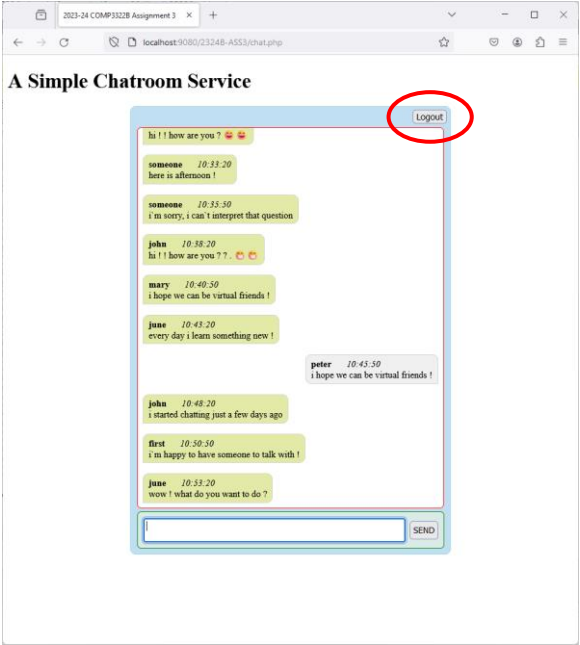 2023-24 COMP3322B Assignment 3
localhost:9080/2324B-ASS3/chat.php
A Simple Chatroom Service
Logout
hi ! ! how are you ?
someone 10:33:20
here is afternoon !
someone 10:35:50
i`m sorry, i can`t interpret that question
john 10:38:20
hi ! ! how are you ? ? .
mary 10:40:50
i hope we can be virtual friends !
june 10:43:20
every day i learn something new !
peter 10:45:50
i hope we can be virtual friends !
john 10:48:20
i started chatting just a few days ago
first 10:50:50
i`m happy to have someone to talk with !
june 10:53:20
wow ! what do you want to do ?
SEND